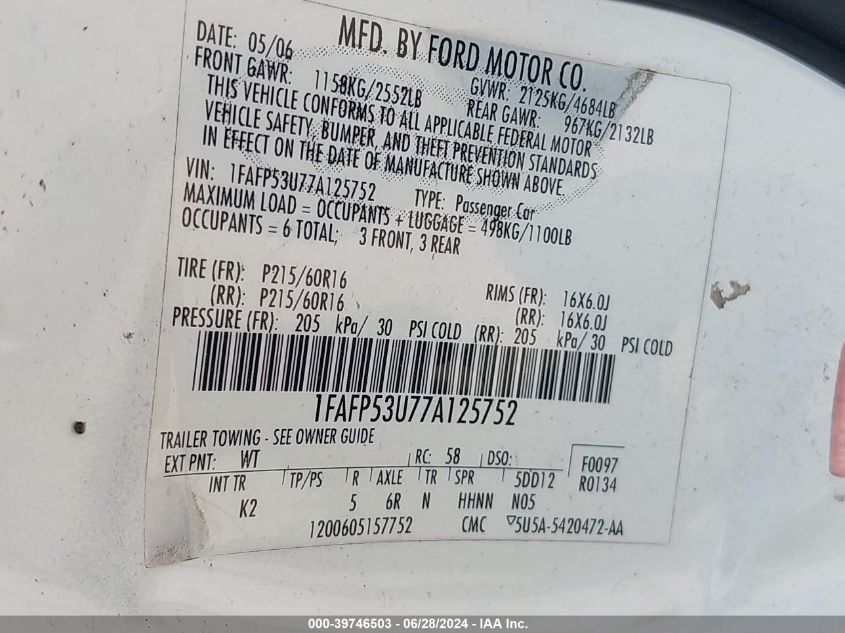 MFD. BY FORD MOTOR CO.
DATE: 05/06 GVWR: 2125KG/4684LB
FRONT GAWR: 1158KG/2552LB REAR GAWR: 967KG/2132LB
THIS VEHICLE CONFORMS TO ALL APPLICABLE FEDERAL MOTOR
VEHICLE SAFETY, BUMPER, AND THEFT PREVENTION STANDARDS
IN EFFECT ON THE DATE OF MANUFACTURE SHOWN ABOVE.
VIN: 1FAFP53U77A125752 TYPE: Passenger Car
MAXIMUM LOAD = OCCUPANTS + LUGGAGE = 498KG/1100LB
OCCUPANTS = 6 TOTAL; 3 FRONT, 3 REAR
TIRE (FR): P215/60R16 RIMS (FR): 16X6.0J
(RR): P215/60R16 (RR): 16X6.0J
PRESSURE (FR): 205 kPa/ 30 PSI COLD (RR): 205 kPa/ 30 PSI COLD
1FAFP53U77A125752
TRAILER TOWING - SEE OWNER GUIDE
EXT PNT: WT RC: 58 DSO: F0097
INT TR TP/PS R AXLE TR SPR 5DD12 R0134
K2 5 6R N HHNN N05
1200605157752 CMC 5U5A-5420472-AA
000-39746503 - 06/28/2024 - IAA Inc.